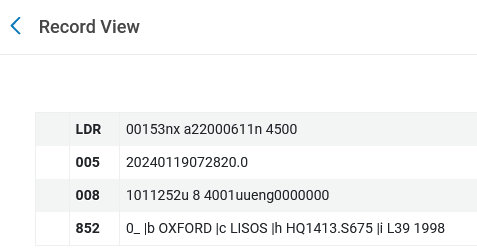 Record View
LDR 00153nx a22000611n 4500
005 20240119072820.0
008 1011252u 8 4001uueng0000000
852 0_ |b OXFORD |c LISOS |h HQ1413.S675 |i L39 1998